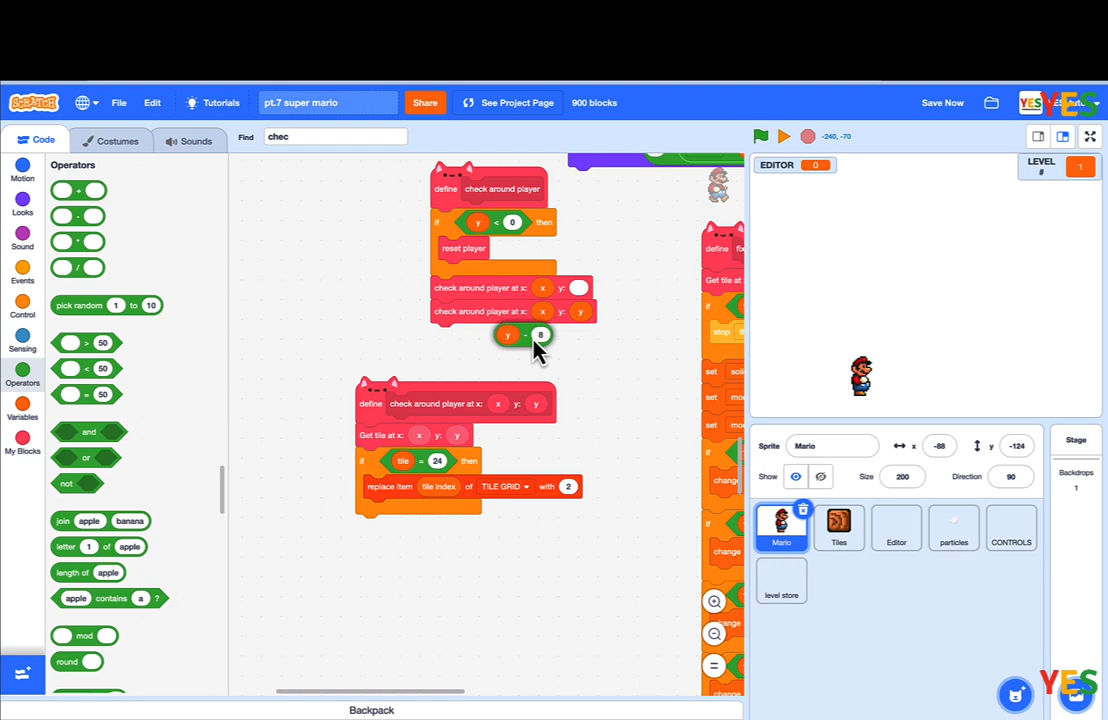 SCRATCH File Edit Tutorials pt.7 super mario Share See Project Page 900 blocks Save Now YES
Code Costumes Sounds Find chec -240, -70
Motion
Looks
Sound
Events
Control
Sensing
Operators
Variables
My Blocks
Operators
+
-
*
/
pick random 1 to 10
> 50
< 50
= 50
and
or
not
join apple banana
letter 1 of apple
length of apple
apple contains a ?
mod
round
define check around player
if y < 0 then
reset player
check around player at x: x y:
check around player at x: x y: y
y - 8
define check around player at x: x y: y
Get tile at x: x y: y
if tile = 24 then
replace item tile index of TILE GRID with 2
define
Get tile at
if
stop
set
set
set
if
change
if
change
change
change
Backpack
EDITOR 0
LEVEL # 1
Sprite Mario x -88 y -124
Show Size 200 Direction 90
Mario Tiles Editor particles CONTROLS
level store
Stage
Backdrops
1
YES